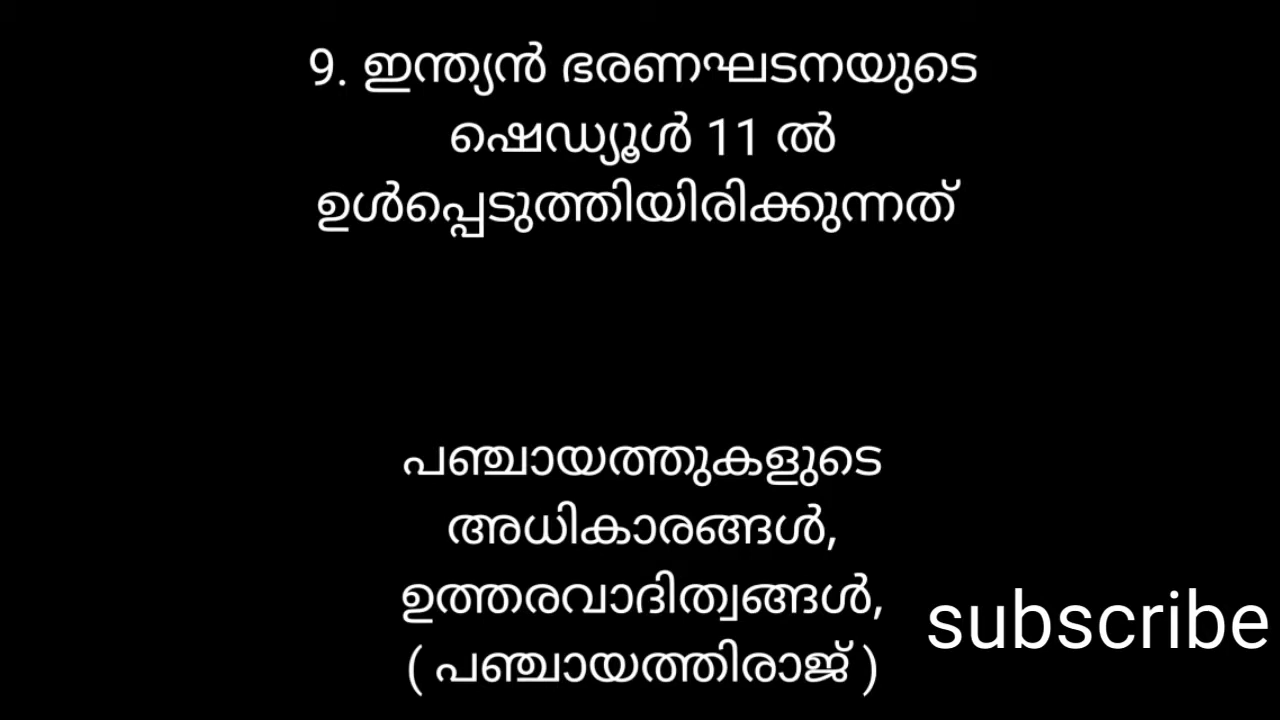 9. ഇന്ത്യൻ ഭരണഘടനയുടെ
ഷെഡ്യൂൾ 11 ൽ
ഉൾപ്പെടുത്തിയിരിക്കുന്നത്
പഞ്ചായത്തുകളുടെ
അധികാരങ്ങൾ,
ഉത്തരവാദിത്വങ്ങൾ,
( പഞ്ചായത്തിരാജ് )
subscribe